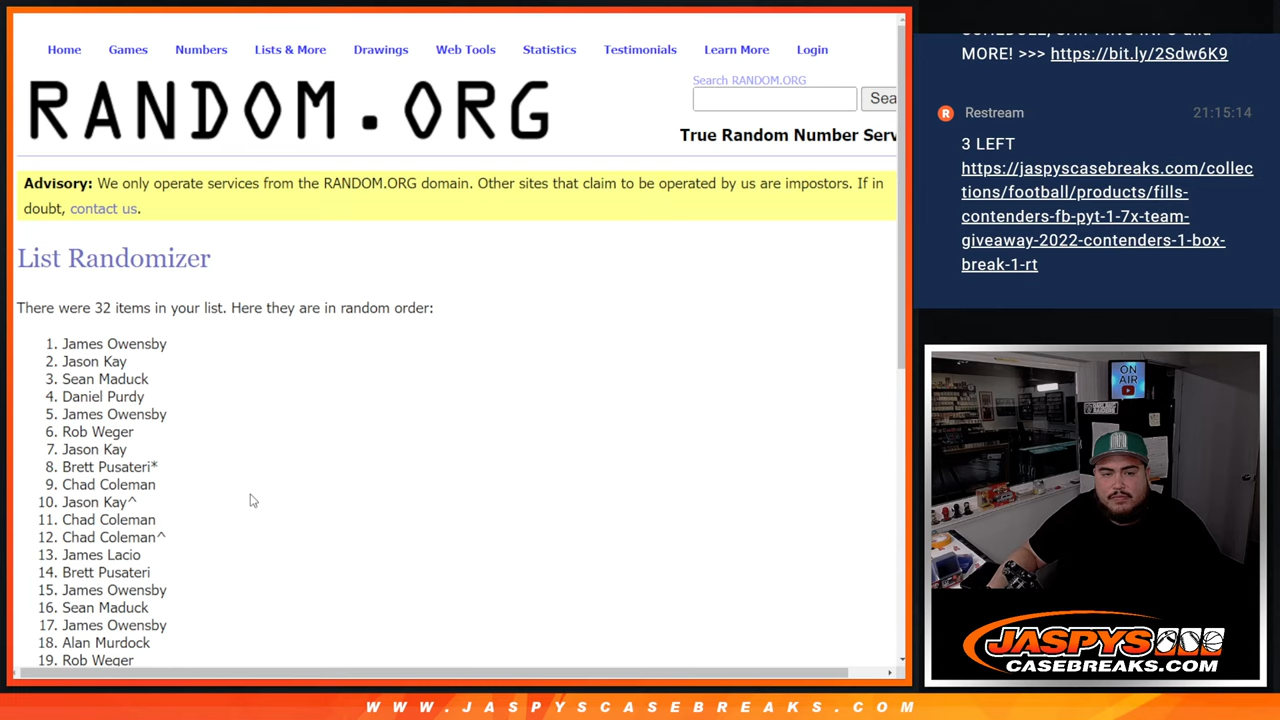 Home Games Numbers Lists & More Drawings Web Tools Statistics Testimonials Learn More Login
RANDOM.ORG
Search RANDOM.ORG
Sea
True Random Number Serv
Advisory: We only operate services from the RANDOM.ORG domain. Other sites that claim to be operated by us are impostors. If in
doubt, contact us.
List Randomizer
There were 32 items in your list. Here they are in random order:
1. James Owensby
2. Jason Kay
3. Sean Maduck
4. Daniel Purdy
5. James Owensby
6. Rob Weger
7. Jason Kay
8. Brett Pusateri*
9. Chad Coleman
10. Jason Kay^
11. Chad Coleman
12. Chad Coleman^
13. James Lacio
14. Brett Pusateri
15. James Owensby
16. Sean Maduck
17. James Owensby
18. Alan Murdock
19. Rob Weger
MORE! >>> https://bit.ly/2Sdw6K9
Restream 21:15:14
3 LEFT
https://jaspyscasebreaks.com/collec
tions/football/products/fills-
contenders-fb-pyt-1-7x-team-
giveaway-2022-contenders-1-box-
break-1-rt
ON
AIR
JASPYS
CASEBREAKS.COM
WWW.JASPYSCASEBREAKS.COM